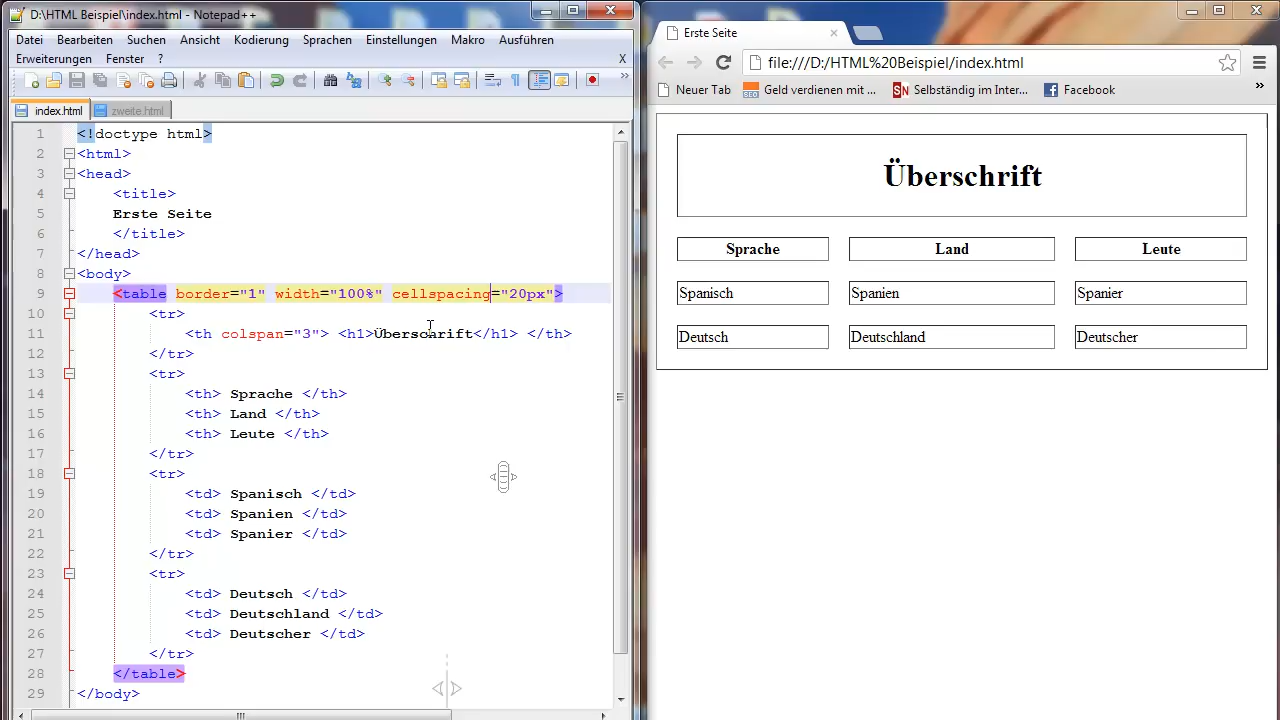 D:\HTML Beispiel\index.html - Notepad++
Datei Bearbeiten Suchen Ansicht Kodierung Sprachen Einstellungen Makro Ausführen
Erweiterungen Fenster ? X
index.html zweite.html
1 <!doctype html>
2 <html>
3 <head>
4 <title>
5 Erste Seite
6 </title>
7 </head>
8 <body>
9 <table border="1" width="100%" cellspacing="20px">
10 <tr>
11 <th colspan="3"> <h1>Überschrift</h1> </th>
12 </tr>
13 <tr>
14 <th> Sprache </th>
15 <th> Land </th>
16 <th> Leute </th>
17 </tr>
18 <tr>
19 <td> Spanisch </td>
20 <td> Spanien </td>
21 <td> Spanier </td>
22 </tr>
23 <tr>
24 <td> Deutsch </td>
25 <td> Deutschland </td>
26 <td> Deutscher </td>
27 </tr>
28 </table>
29 </body>
Erste Seite
file:///D:/HTML%20Beispiel/index.html
Neuer Tab SEO Geld verdienen mit ... SN Selbständig im Inter... Facebook »
Überschrift
Sprache Land Leute
Spanisch Spanien Spanier
Deutsch Deutschland Deutscher